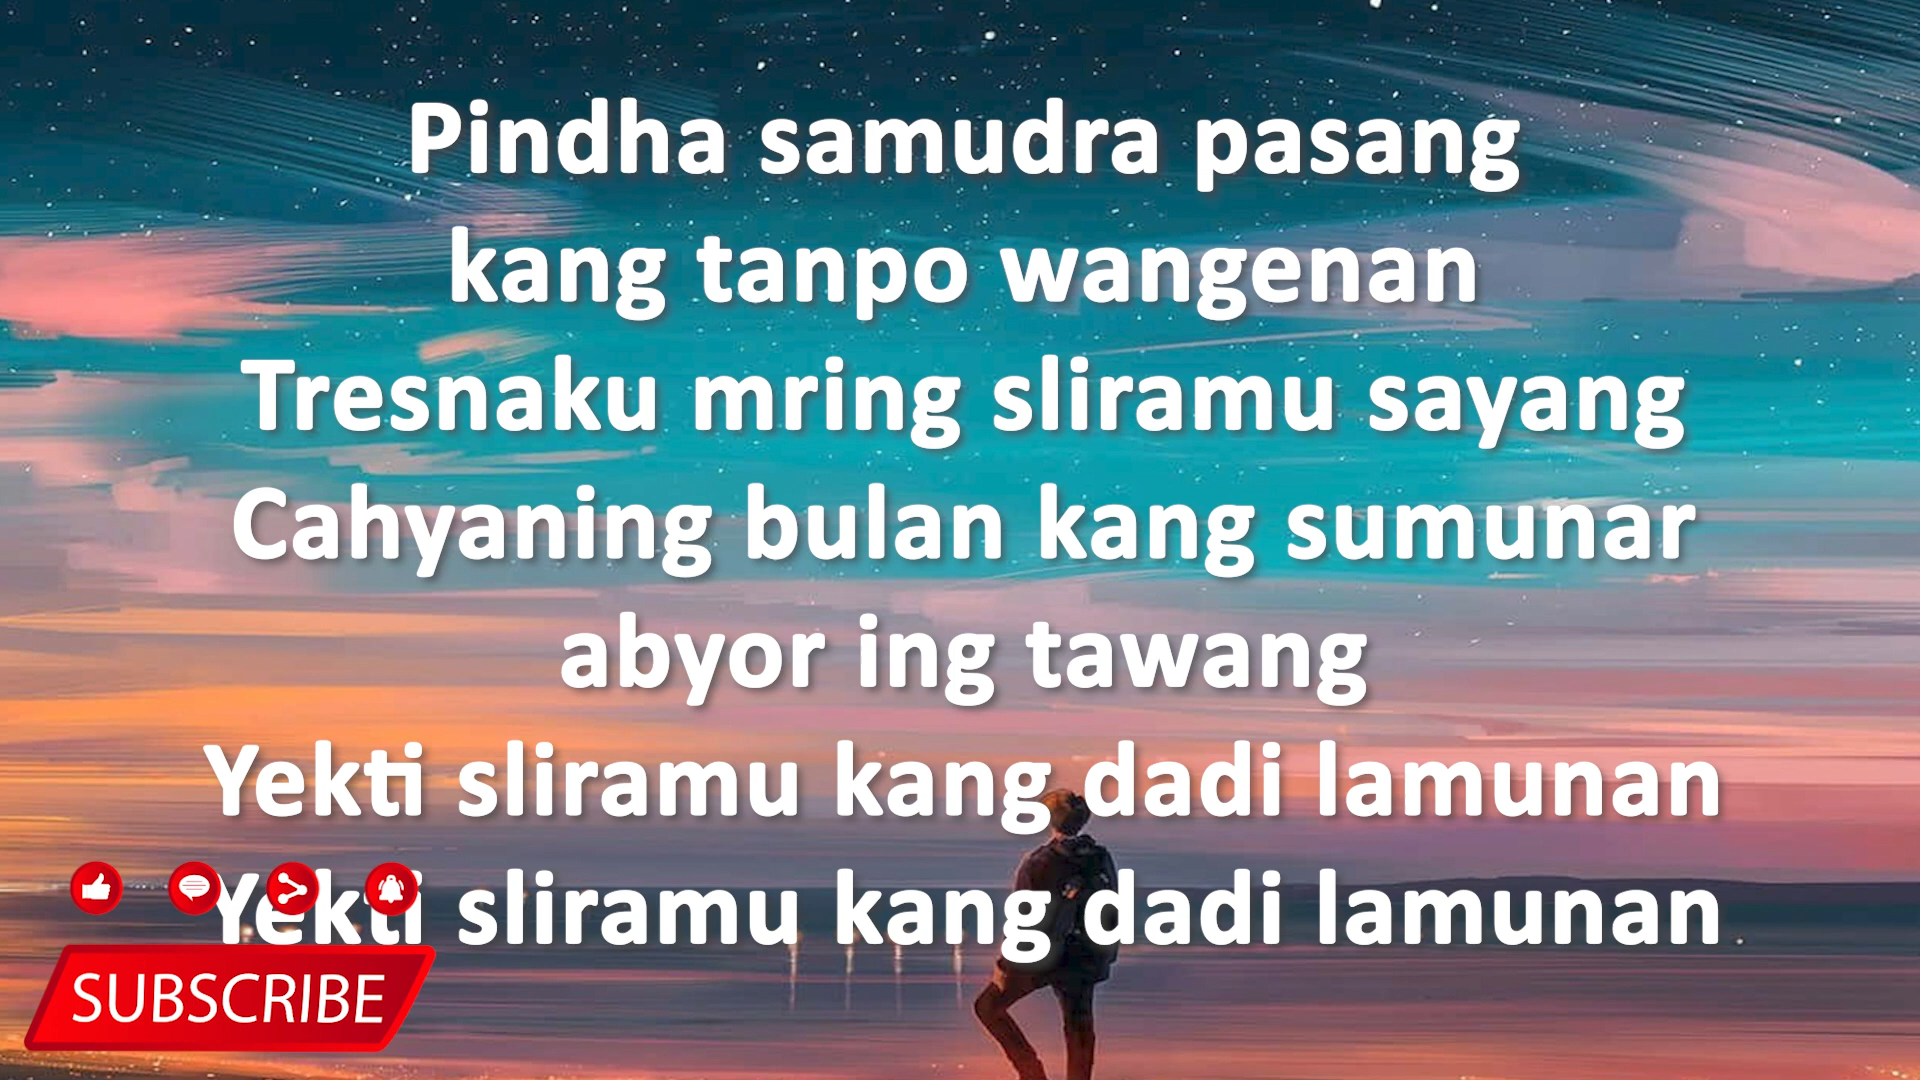 Pindha samudra pasang
kang tanpo wangenan
Tresnaku mring sliramu sayang
Cahyaning bulan kang sumunar
abyor ing tawang
Yekti sliramu kang dadi lamunan
Yekti sliramu kang dadi lamunan
SUBSCRIBE